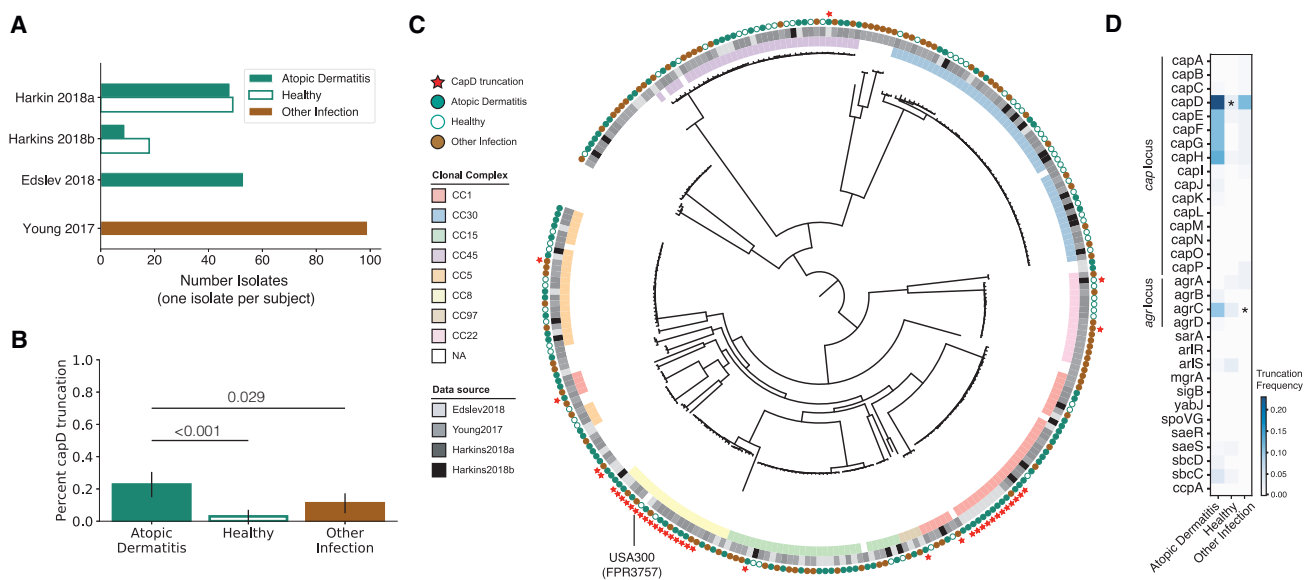 A
Atopic Dermatitis
Healthy
Other Infection
Harkin 2018a
Harkins 2018b
Edslev 2018
Young 2017
0 20 40 60 80 100
Number Isolates
(one isolate per subject)
B
Percent capD truncation
1.0
0.8
0.6
0.4
0.2
0.0
0.029
<0.001
Atopic
Dermatitis
Healthy
Other
Infection
C
CapD truncation
Atopic Dermatitis
Healthy
Other Infection
Clonal Complex
CC1
CC30
CC15
CC45
CC5
CC8
CC97
CC22
NA
Data source
Edslev2018
Young2017
Harkins2018a
Harkins2018b
USA300
(FPR3757)
D
cap locus
agr locus
capA
capB
capC
capD
*
capE
capF
capG
capH
capI
capJ
capK
capL
capM
capN
capO
capP
agrA
agrB
agrC
*
agrD
sarA
arlR
arlS
mgrA
sigB
yabJ
spoVG
saeR
saeS
sbcD
sbcC
ccpA
Atopic Dermatitis
Healthy
Other Infection
Truncation
Frequency
0.20
0.15
0.10
0.05
0.00